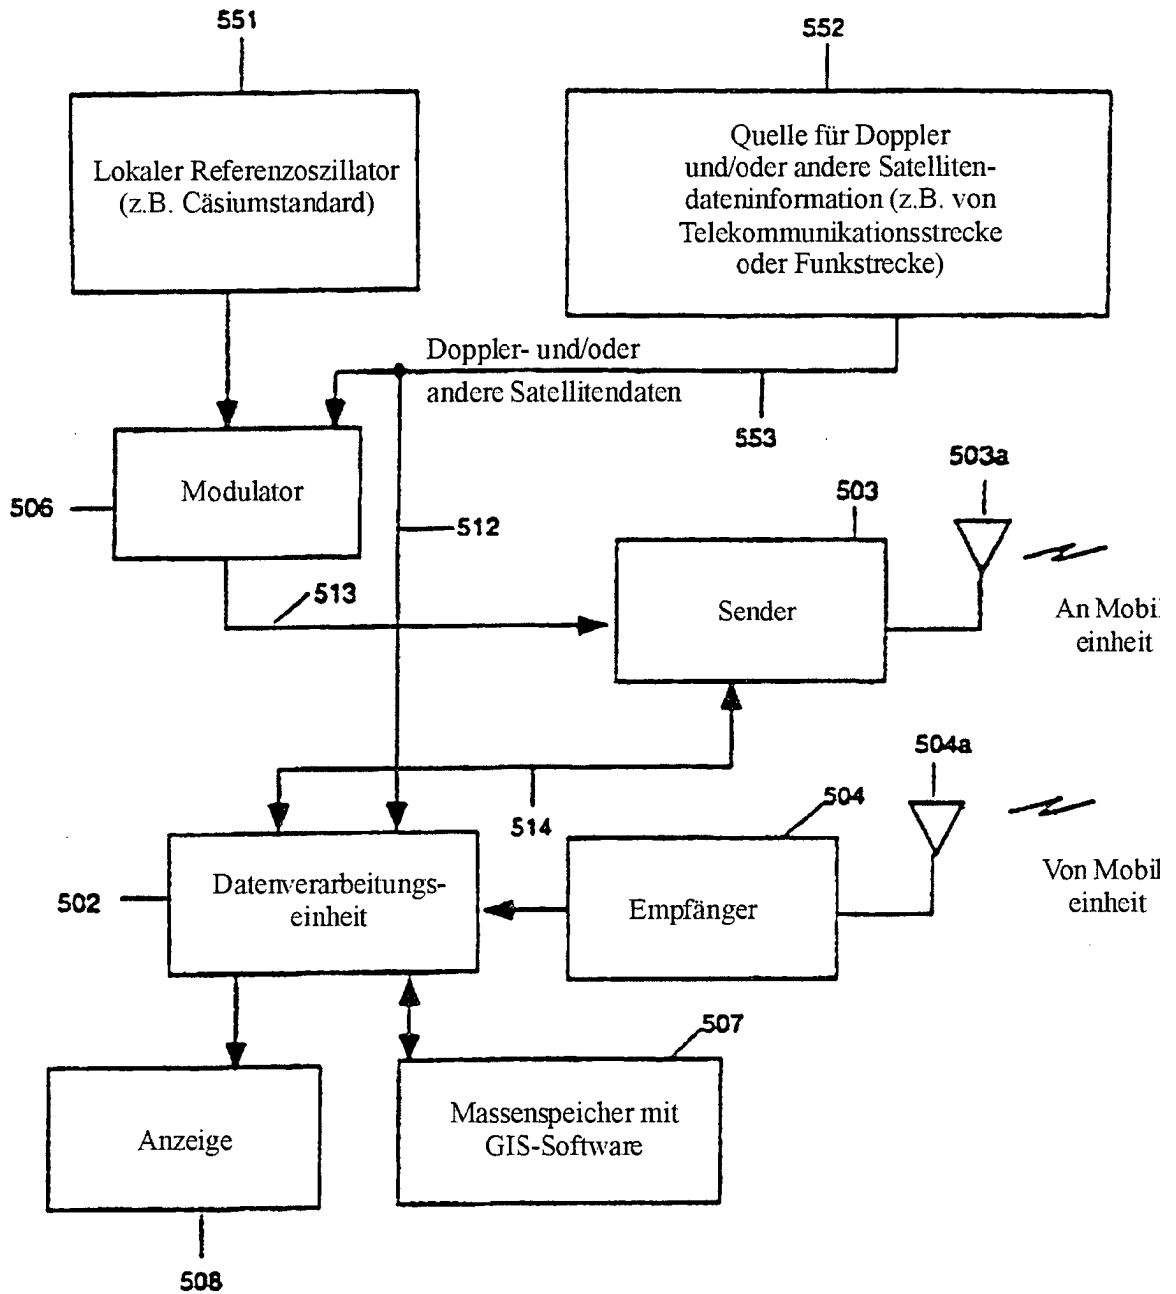 551
552
Lokaler Referenzoszillator
(z.B. Cäsiumstandard)
Quelle für Doppler
und/oder andere Satelliten-
dateninformation (z.B. von
Telekommunikationsstrecke
oder Funkstrecke)
Doppler- und/oder
andere Satellitendaten
553
503a
506
Modulator
512
503
513
Sender
An Mobil
einheit
504a
514
504
502
Datenverarbeitungs-
einheit
Empfänger
Von Mobil
einheit
507
Anzeige
Massenspeicher mit
GIS-Software
508